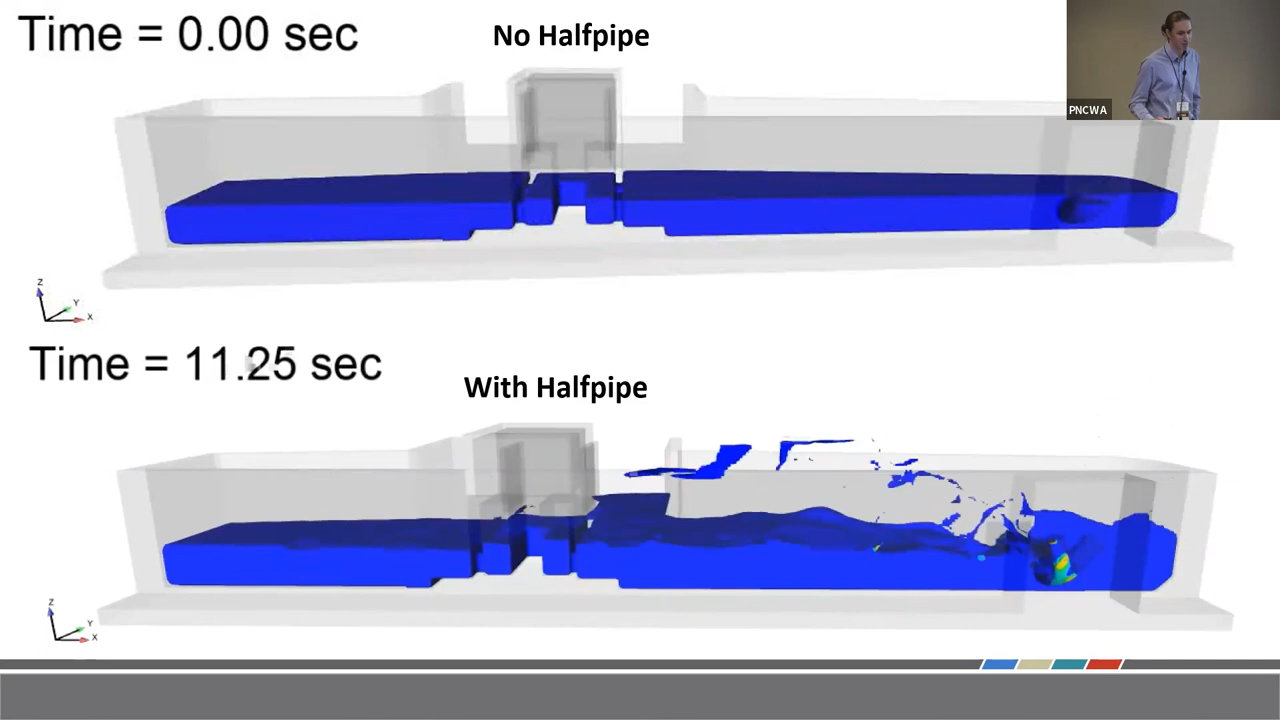 Time = 0.00 sec
No Halfpipe
PNCWA
z
Y
x
Time = 11.25 sec
With Halfpipe
z
Y
x